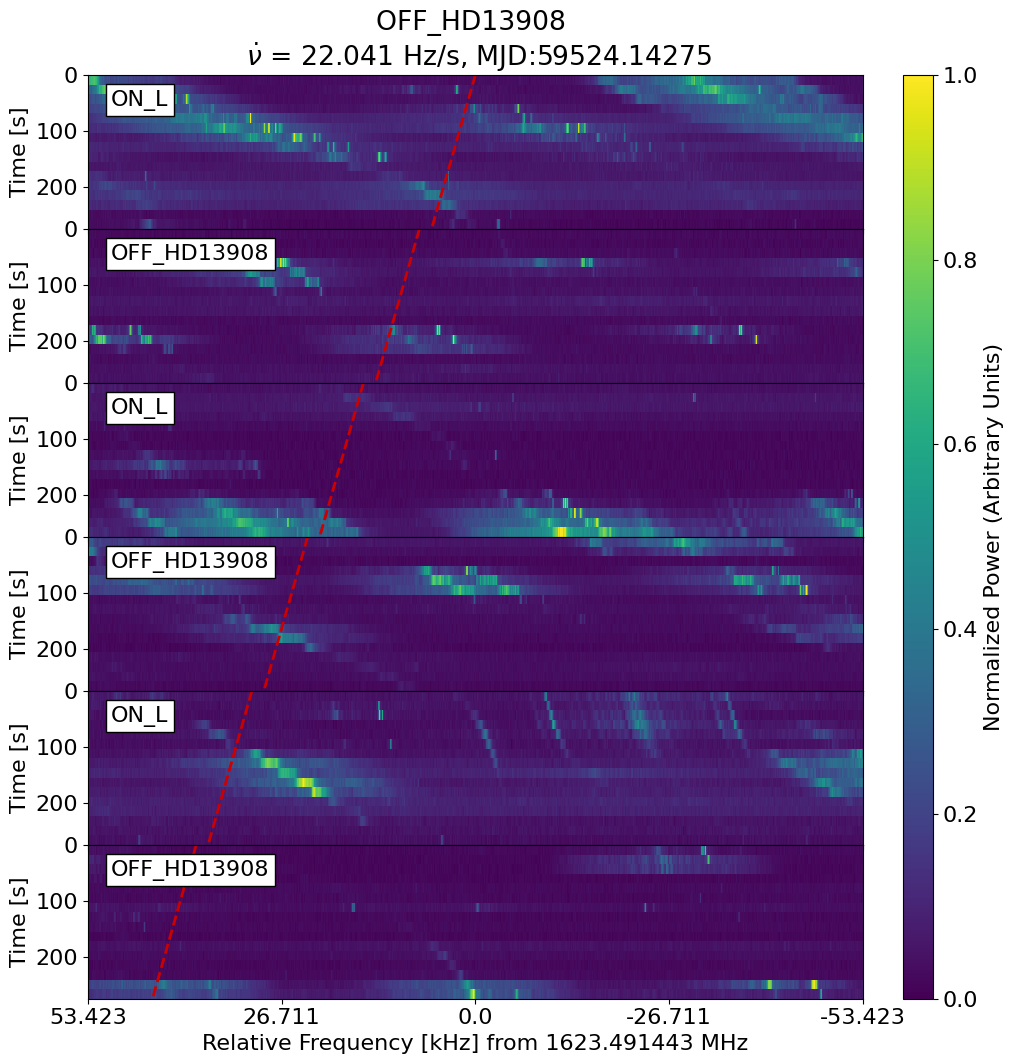 OFF_HD13908
ν̇ = 22.041 Hz/s, MJD:59524.14275
ON_L
OFF_HD13908
ON_L
OFF_HD13908
ON_L
OFF_HD13908
Time [s]
Time [s]
Time [s]
Time [s]
Time [s]
Time [s]
0
100
200
0
100
200
0
100
200
0
100
200
0
100
200
0
100
200
53.423
26.711
0.0
-26.711
-53.423
Relative Frequency [kHz] from 1623.491443 MHz
1.0
0.8
0.6
0.4
0.2
0.0
Normalized Power (Arbitrary Units)